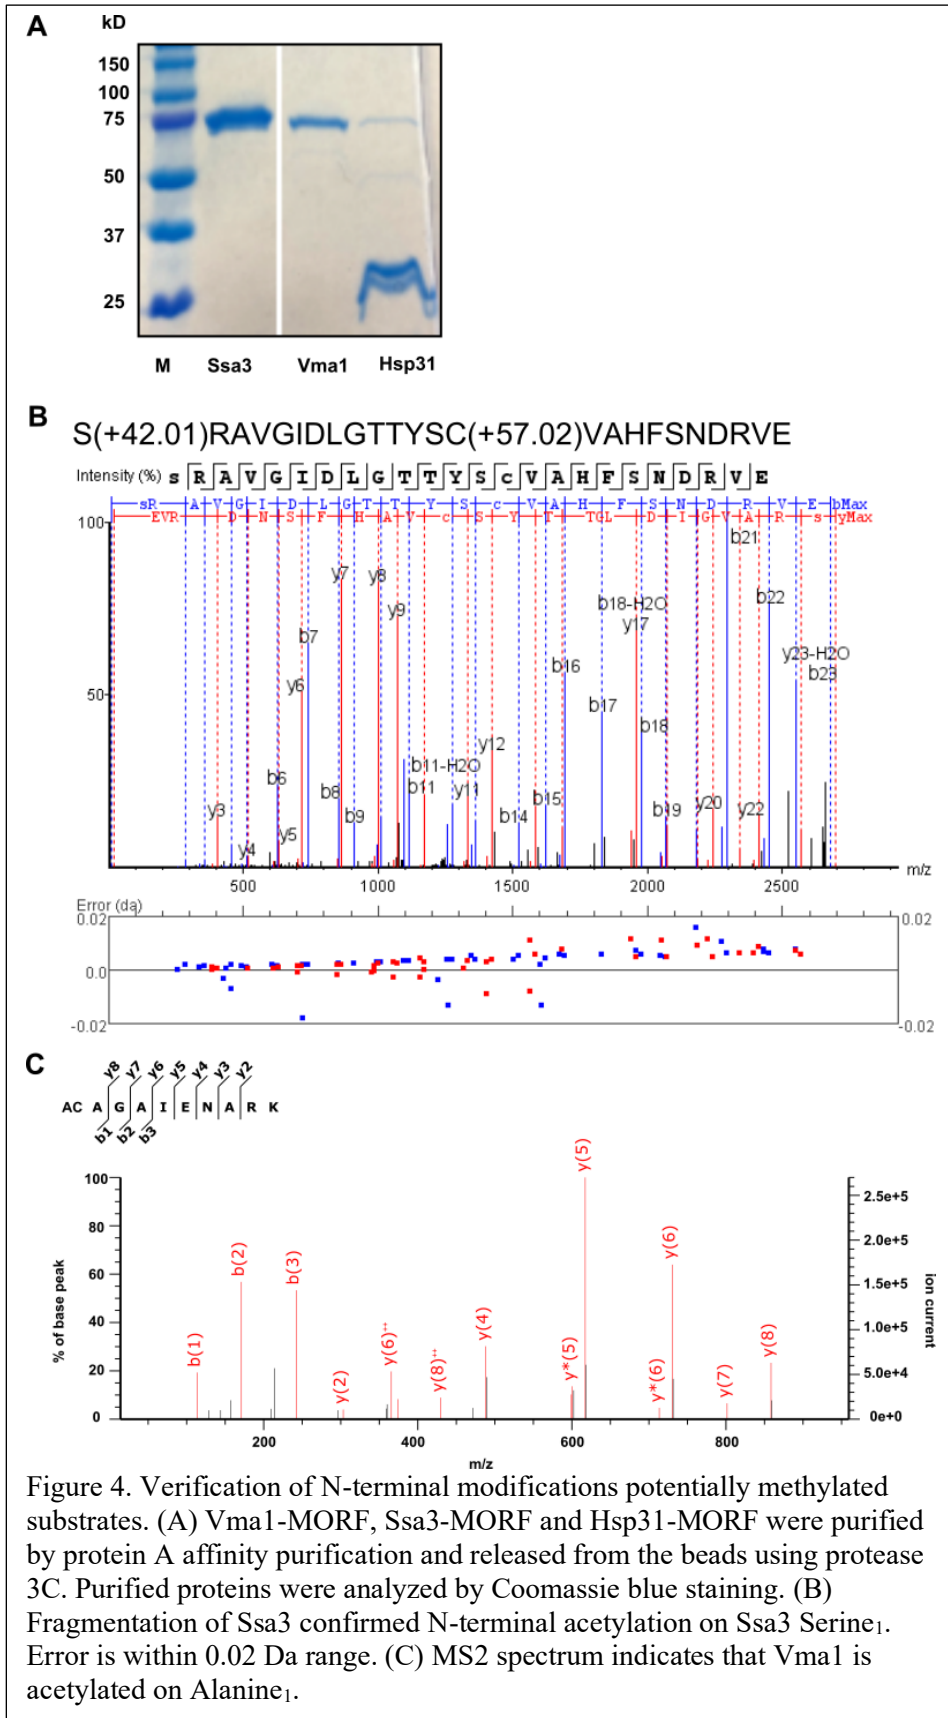 A
kD
150
100
75
50
37
25
M Ssa3 Vma1 Hsp31
B
S(+42.01)RAVGIDLGTTYSC(+57.02)VAHFSNDRVE
Intensity (%) s R A V G I D L G T T Y S c V A H F S N D R V E
sR A V G I D L G T T Y S c V A H F S N D R V E bMax
EVR D N S F H A V c S Y T TGL D I G V A R s yMax
100
b21
y7 y8
b22
y9
b18-H2O
y17
b7
y23-H2O
b16
b23
y6
50
b17
b18
y12
b6
b11-H2O
b8
b11
y11
b15
b9
b14
b19
y20
y22
y3
y5
y4
500 1000 1500 2000 2500 m/z
Error (da)
0.02 0.02
0.0 0.0
-0.02 -0.02
C
y8 y7 y6 y5 y4 y3 y2
AC A G A I E N A R K
b1 b2 b3
y(5)
100
2.5e+5
80
2.0e+5
b(2) b(3) y(6)
60
1.5e+5
% of base peak
ion current
40
1.0e+5
b(1) y(6)++ y(4) y(8)
20
5.0e+4
y(2) y(8)++ y*(5) y*(6) y(7)
0 0e+0
200 400 600 800
m/z
Figure 4. Verification of N-terminal modifications potentially methylated
substrates. (A) Vma1-MORF, Ssa3-MORF and Hsp31-MORF were purified
by protein A affinity purification and released from the beads using protease
3C. Purified proteins were analyzed by Coomassie blue staining. (B)
Fragmentation of Ssa3 confirmed N-terminal acetylation on Ssa3 Serine₁.
Error is within 0.02 Da range. (C) MS2 spectrum indicates that Vma1 is
acetylated on Alanine₁.